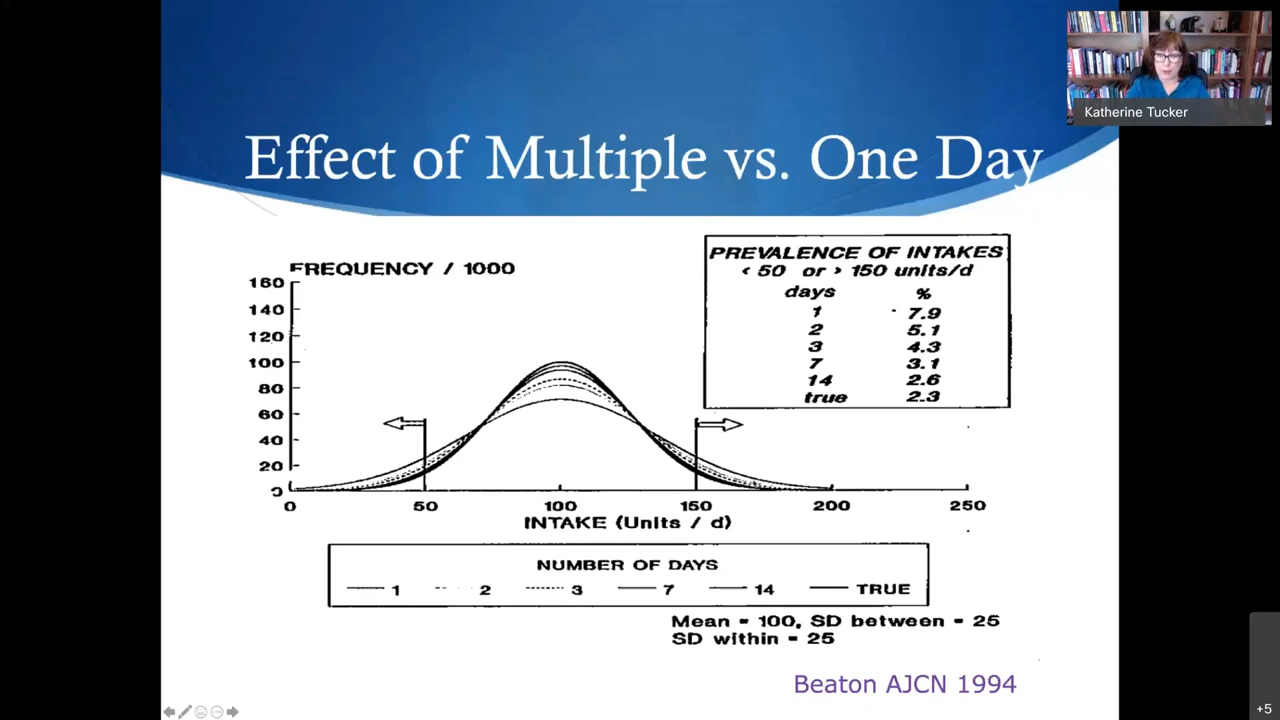 Katherine Tucker
Effect of Multiple vs. One Day
FREQUENCY / 1000
160
140
120
100
80
60
40
20
0
0 50 100 150 200 250
INTAKE (Units / d)
PREVALENCE OF INTAKES
< 50 or > 150 units/d
days %
1 7.9
2 5.1
3 4.3
7 3.1
14 2.6
true 2.3
NUMBER OF DAYS
1 2 3 7 14 TRUE
Mean = 100, SD between = 25
SD within = 25
Beaton AJCN 1994
+5